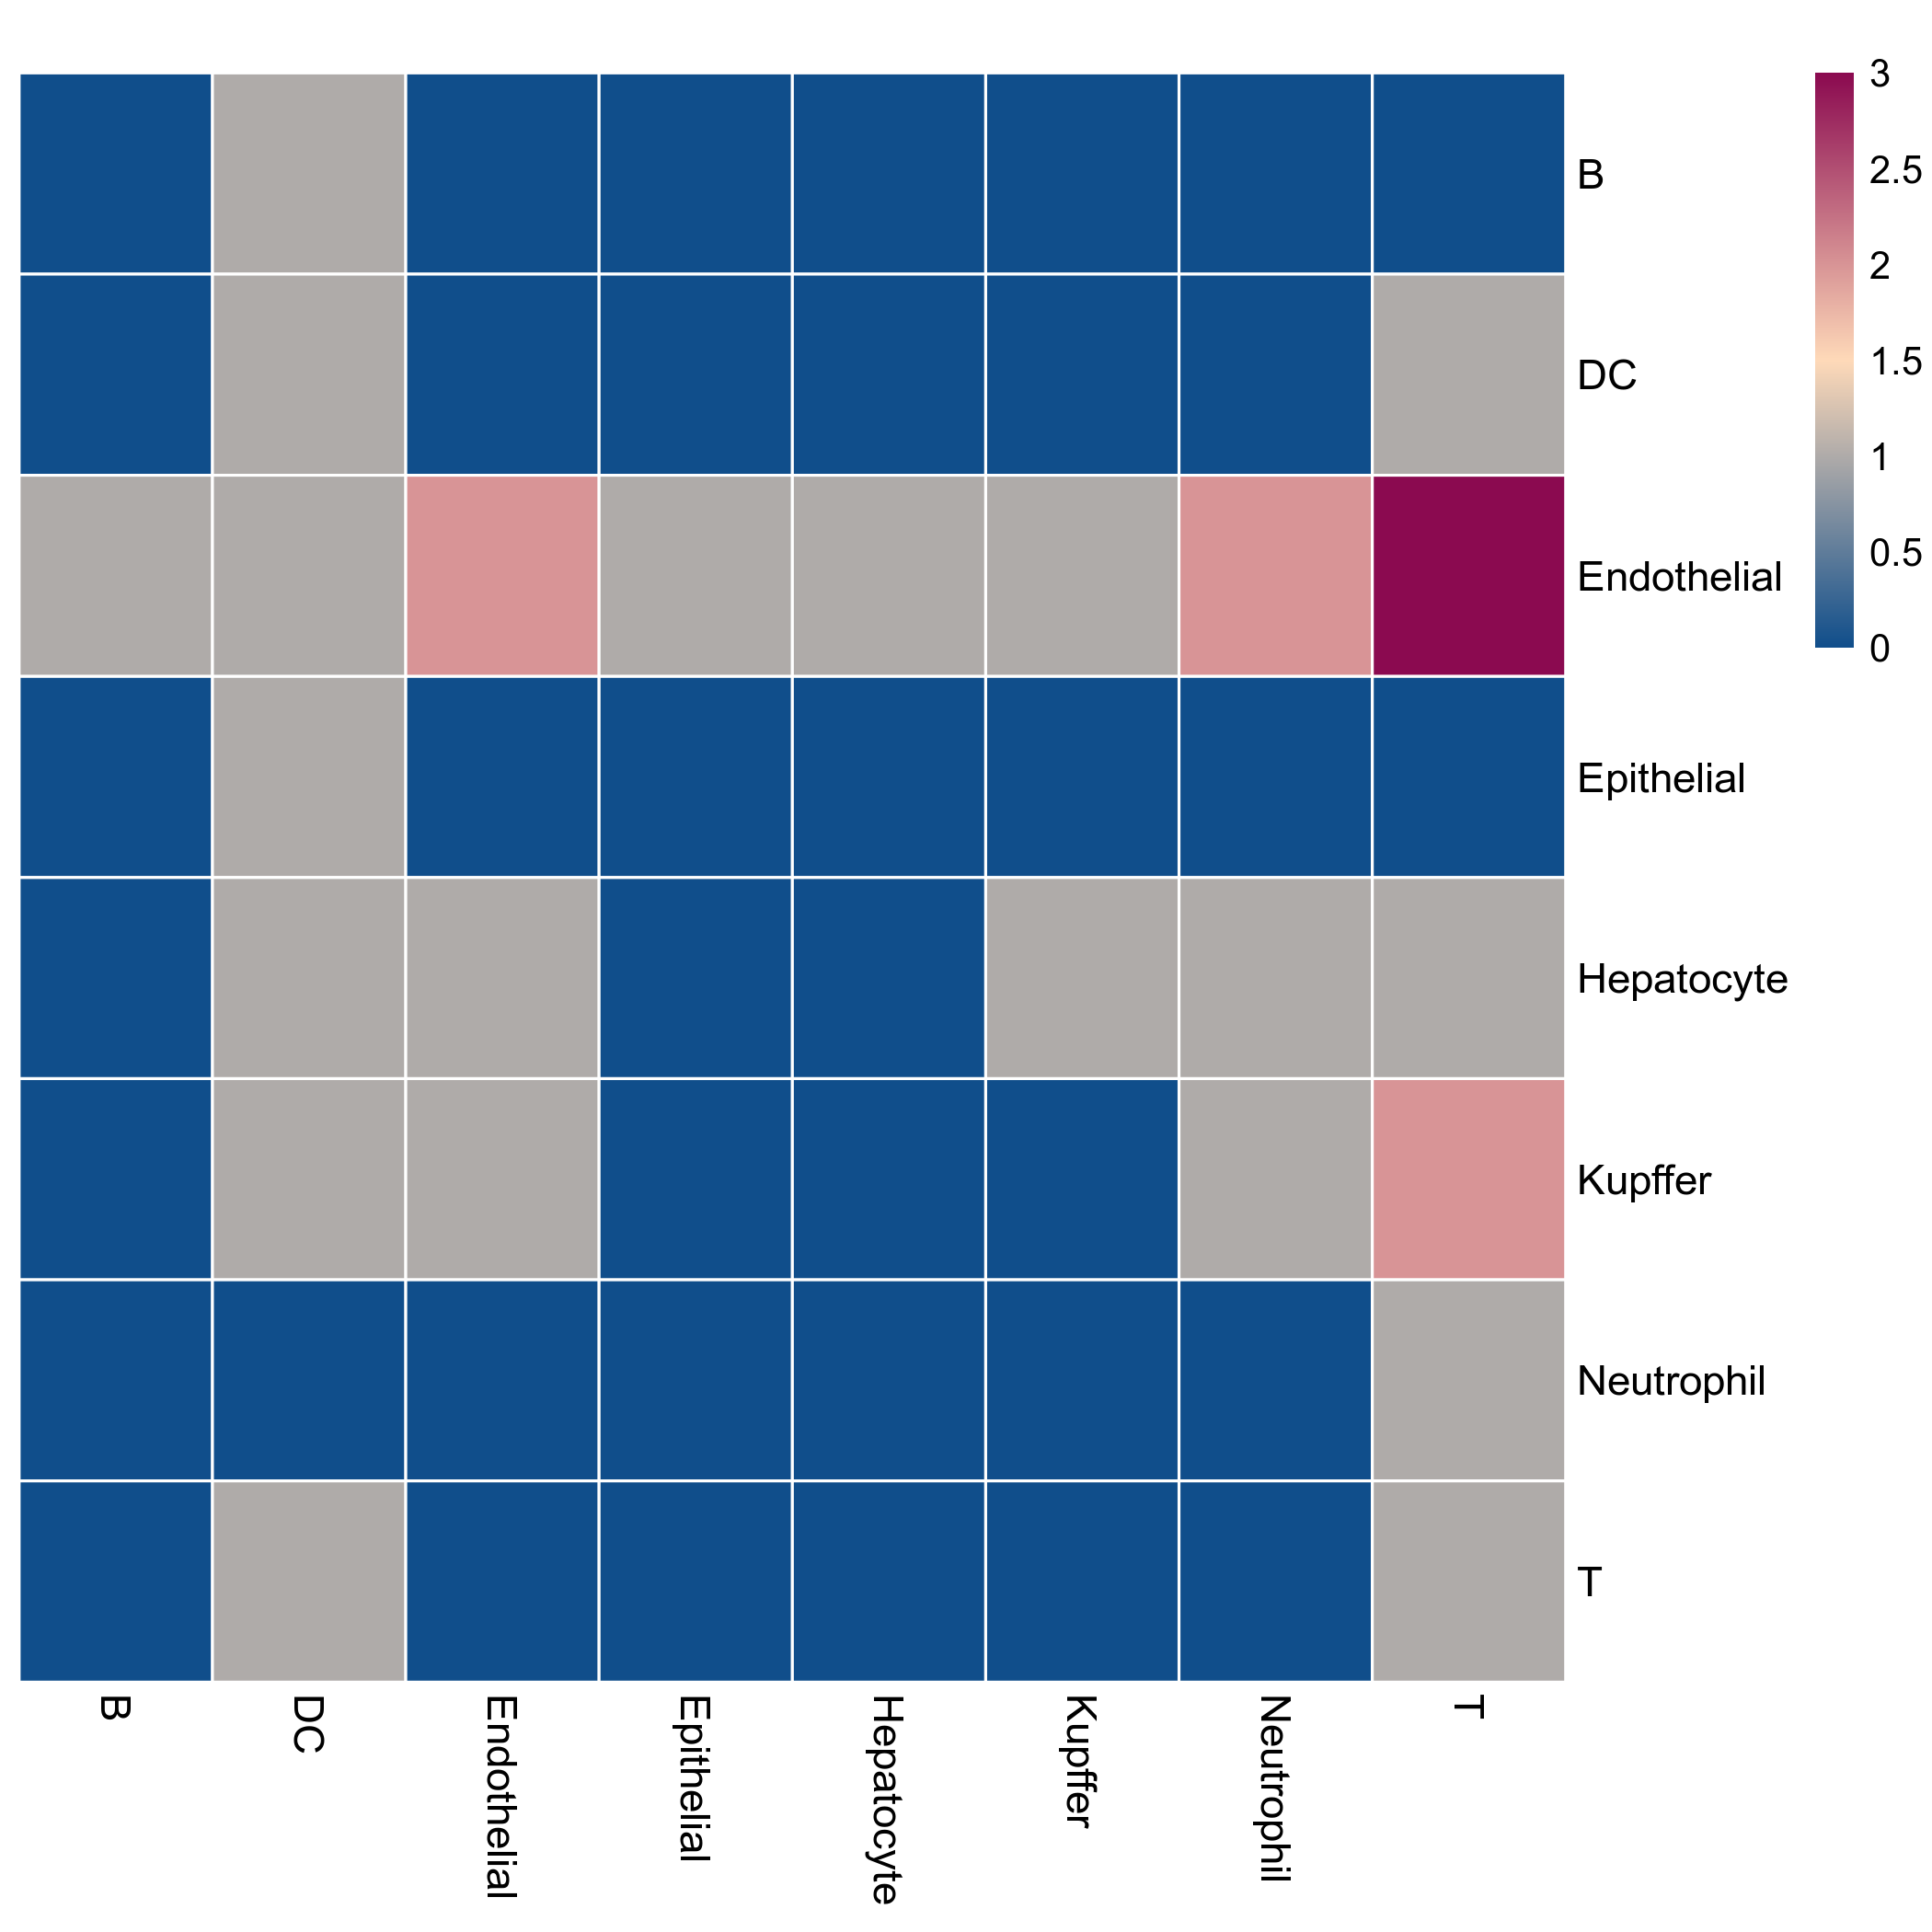 B
DC
Endothelial
Epithelial
Hepatocyte
Kupffer
Neutrophil
T
3
2.5
2
1.5
1
0.5
0
B
DC
Endothelial
Epithelial
Hepatocyte
Kupffer
Neutrophil
T